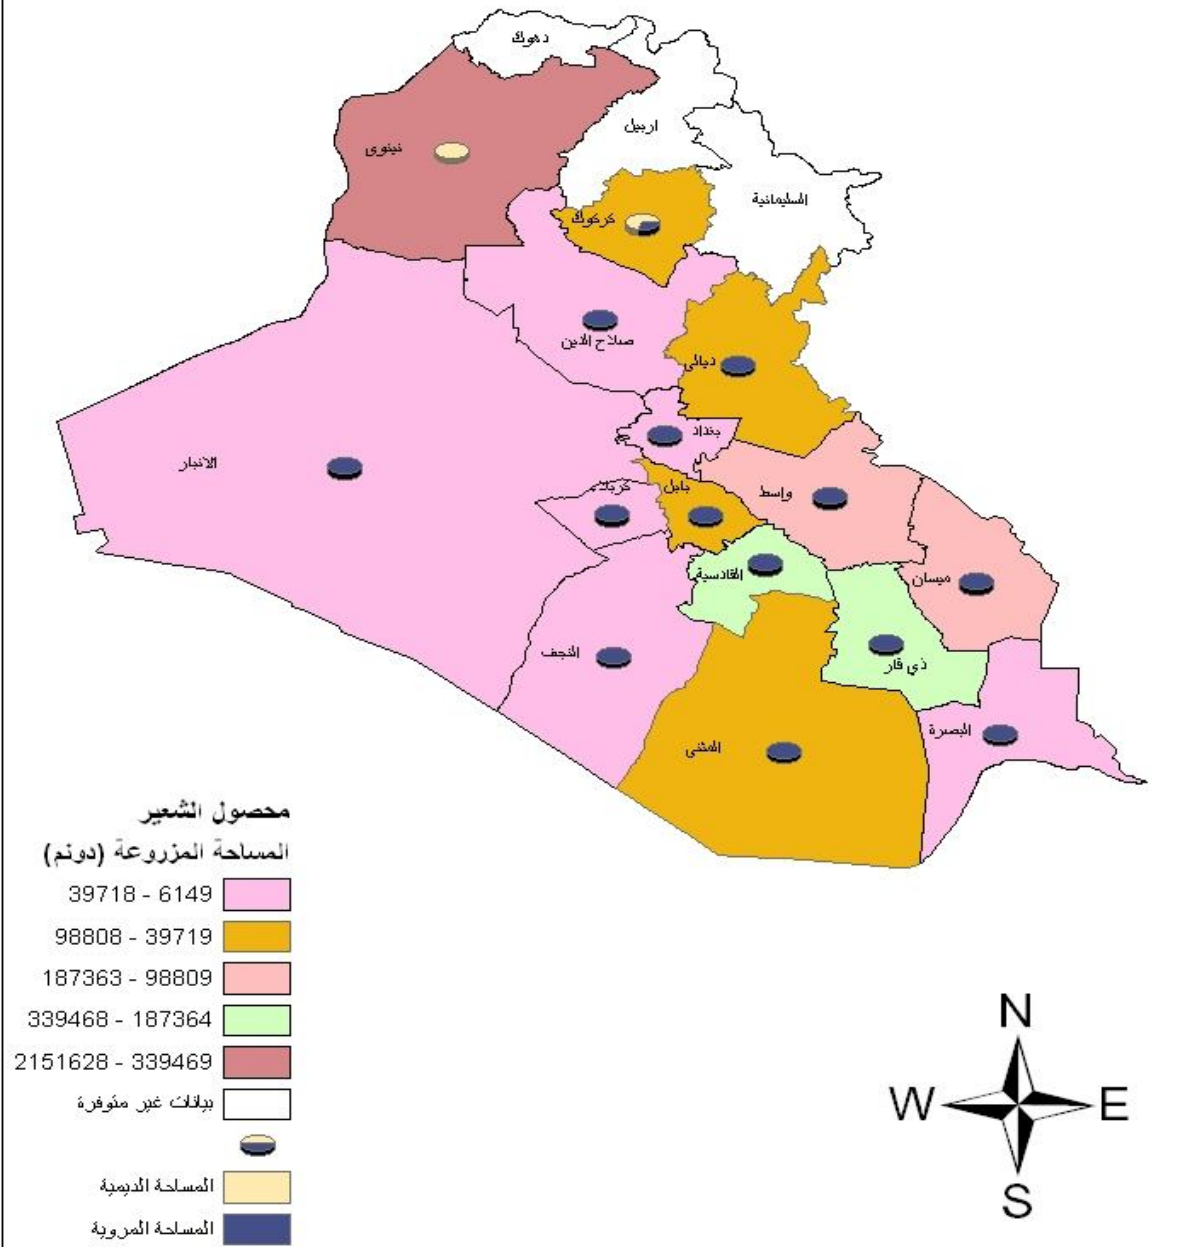 دهوك
اربيل
نينوى
السليمانية
كركوك
صلاح الدين
ديالى
بغداد
الانبار
واسط
بابل
كربلاء
القادسية
ميسان
النجف
ذي قار
البصرة
المثنى
محصول الشعير
المساحة المزروعة (دونم)
39718 - 6149
98808 - 39719
187363 - 98809
339468 - 187364
2151628 - 339469
بيانات غير متوفرة
المساحة الديمية
المساحة المروية
N
W E
S